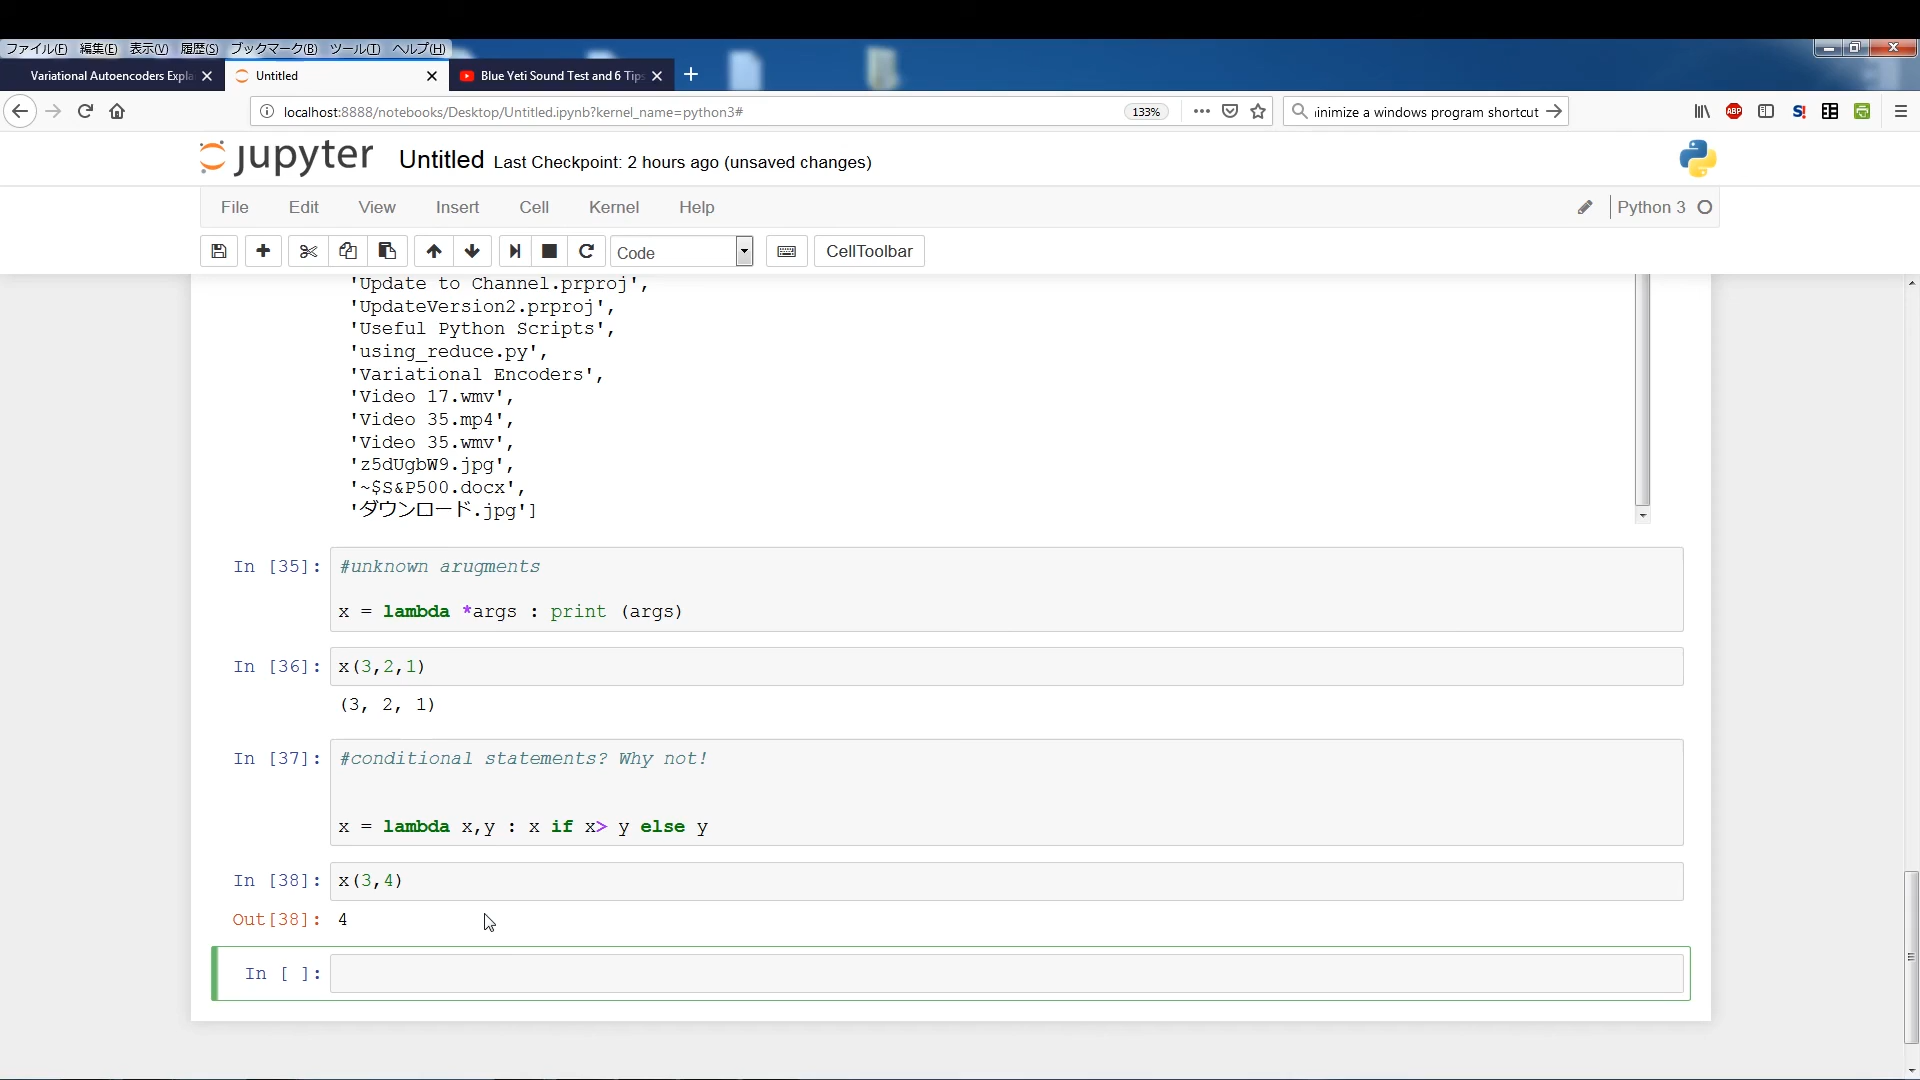 ファイル(F) 編集(E) 表示(V) 履歴(S) ブックマーク(B) ツール(T) ヘルプ(H)
Variational Autoencoders Expla
Untitled
Blue Yeti Sound Test and 6 Tips
localhost:8888/notebooks/Desktop/Untitled.ipynb?kernel_name=python3#
133%
inimize a windows program shortcut
ABP
S!
jupyter Untitled Last Checkpoint: 2 hours ago (unsaved changes)
File Edit View Insert Cell Kernel Help
Python 3
Code
CellToolbar
'Update to Channel.prproj',
'UpdateVersion2.prproj',
'Useful Python Scripts',
'using_reduce.py',
'Variational Encoders',
'Video 17.wmv',
'Video 35.mp4',
'Video 35.wmv',
'z5dUgbW9.jpg',
'~$S&P500.docx',
'ダウンロード.jpg']
In [35]: #unknown arugments
x = lambda *args : print (args)
In [36]: x(3,2,1)
(3, 2, 1)
In [37]: #conditional statements? Why not!
x = lambda x,y : x if x> y else y
In [38]: x(3,4)
Out[38]: 4
In [ ]: